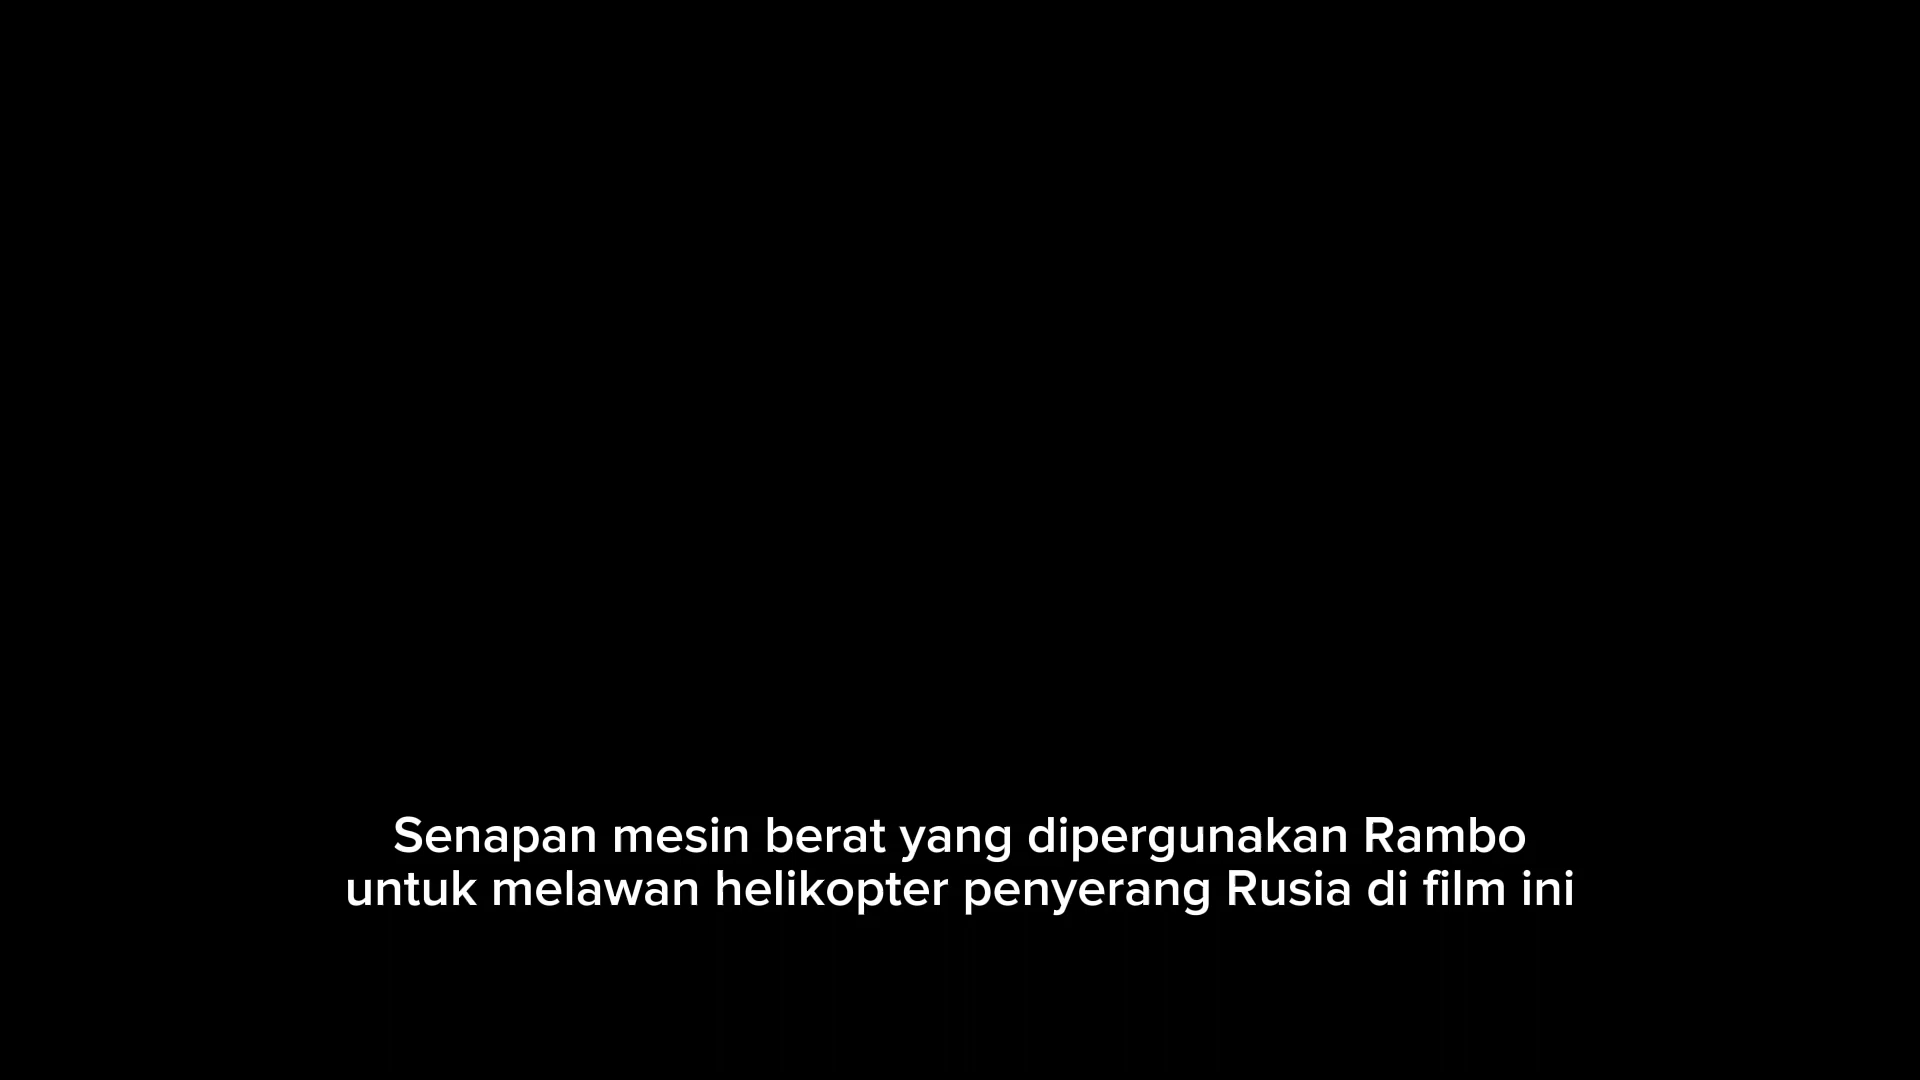 Senapan mesin berat yang dipergunakan Rambo
untuk melawan helikopter penyerang Rusia di film ini